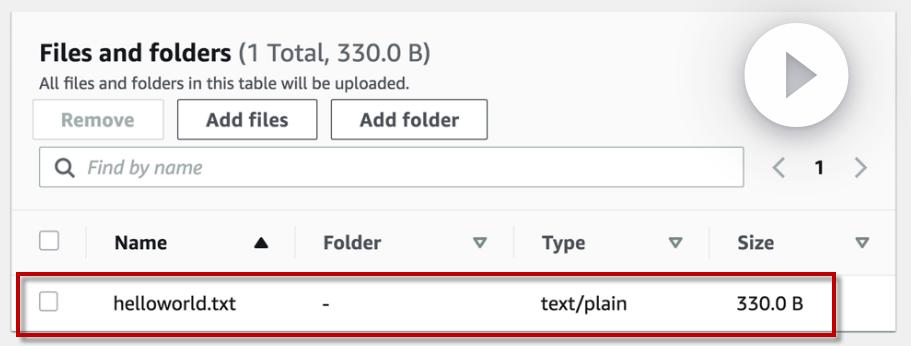 Files and folders (1 Total, 330.0 B)
All files and folders in this table will be uploaded.
Remove Add files Add folder
Find by name 1
Name Folder Type Size
helloworld.txt - text/plain 330.0 B